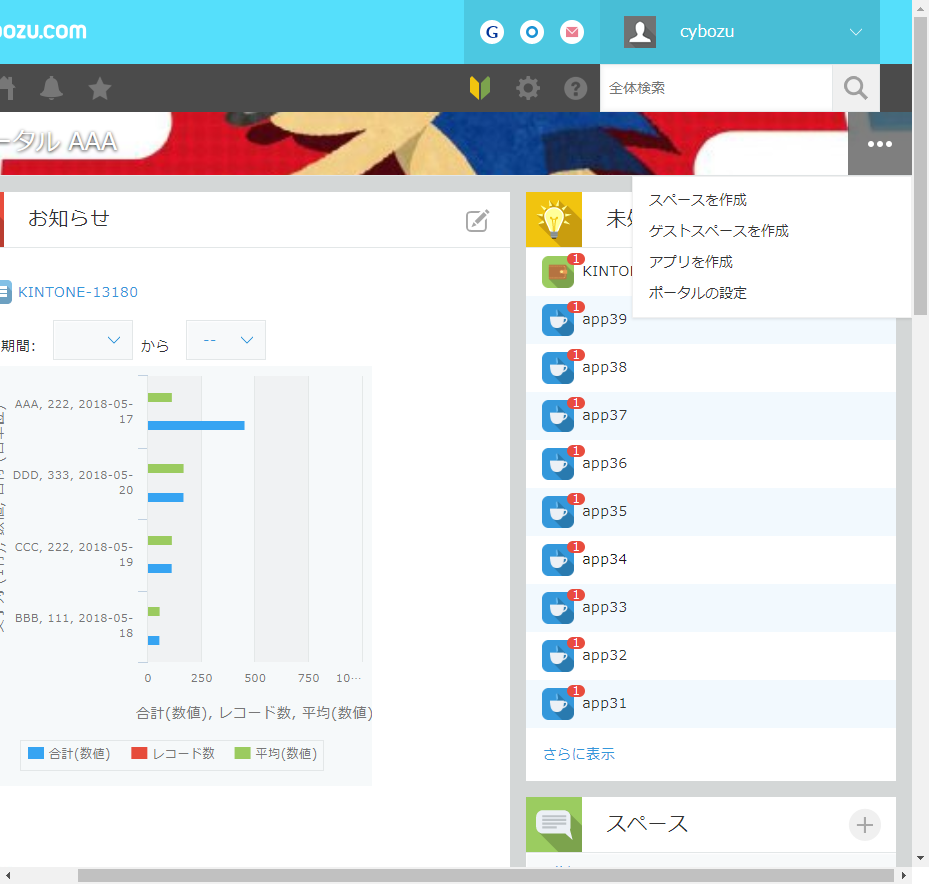 ozu.com
G
cybozu
全体検索
ータル AAA
スペースを作成
ゲストスペースを作成
アプリを作成
ポータルの設定
お知らせ
未
KINTONE-13180
期間:
から
--
AAA, 222, 2018-05-
17
DDD, 333, 2018-05-
20
CCC, 222, 2018-05-
19
BBB, 111, 2018-05-
18
0 250 500 750 10…
合計(数値), レコード数, 平均(数値)
合計(数値) レコード数 平均(数値)
1
KINTO
1
app39
1
app38
1
app37
1
app36
1
app35
1
app34
1
app33
1
app32
1
app31
さらに表示
スペース